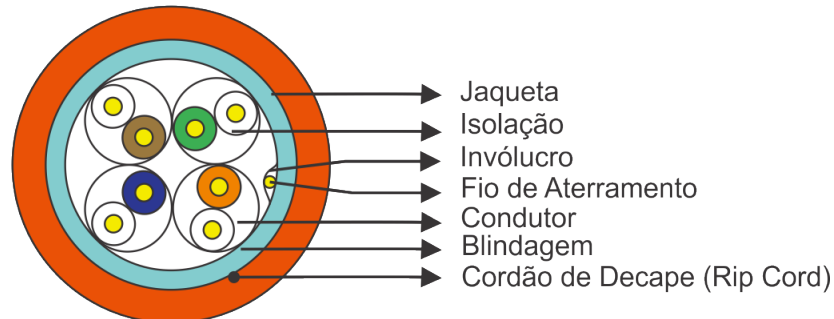 Jaqueta
Isolação
Invólucro
Fio de Aterramento
Condutor
Blindagem
Cordão de Decape (Rip Cord)